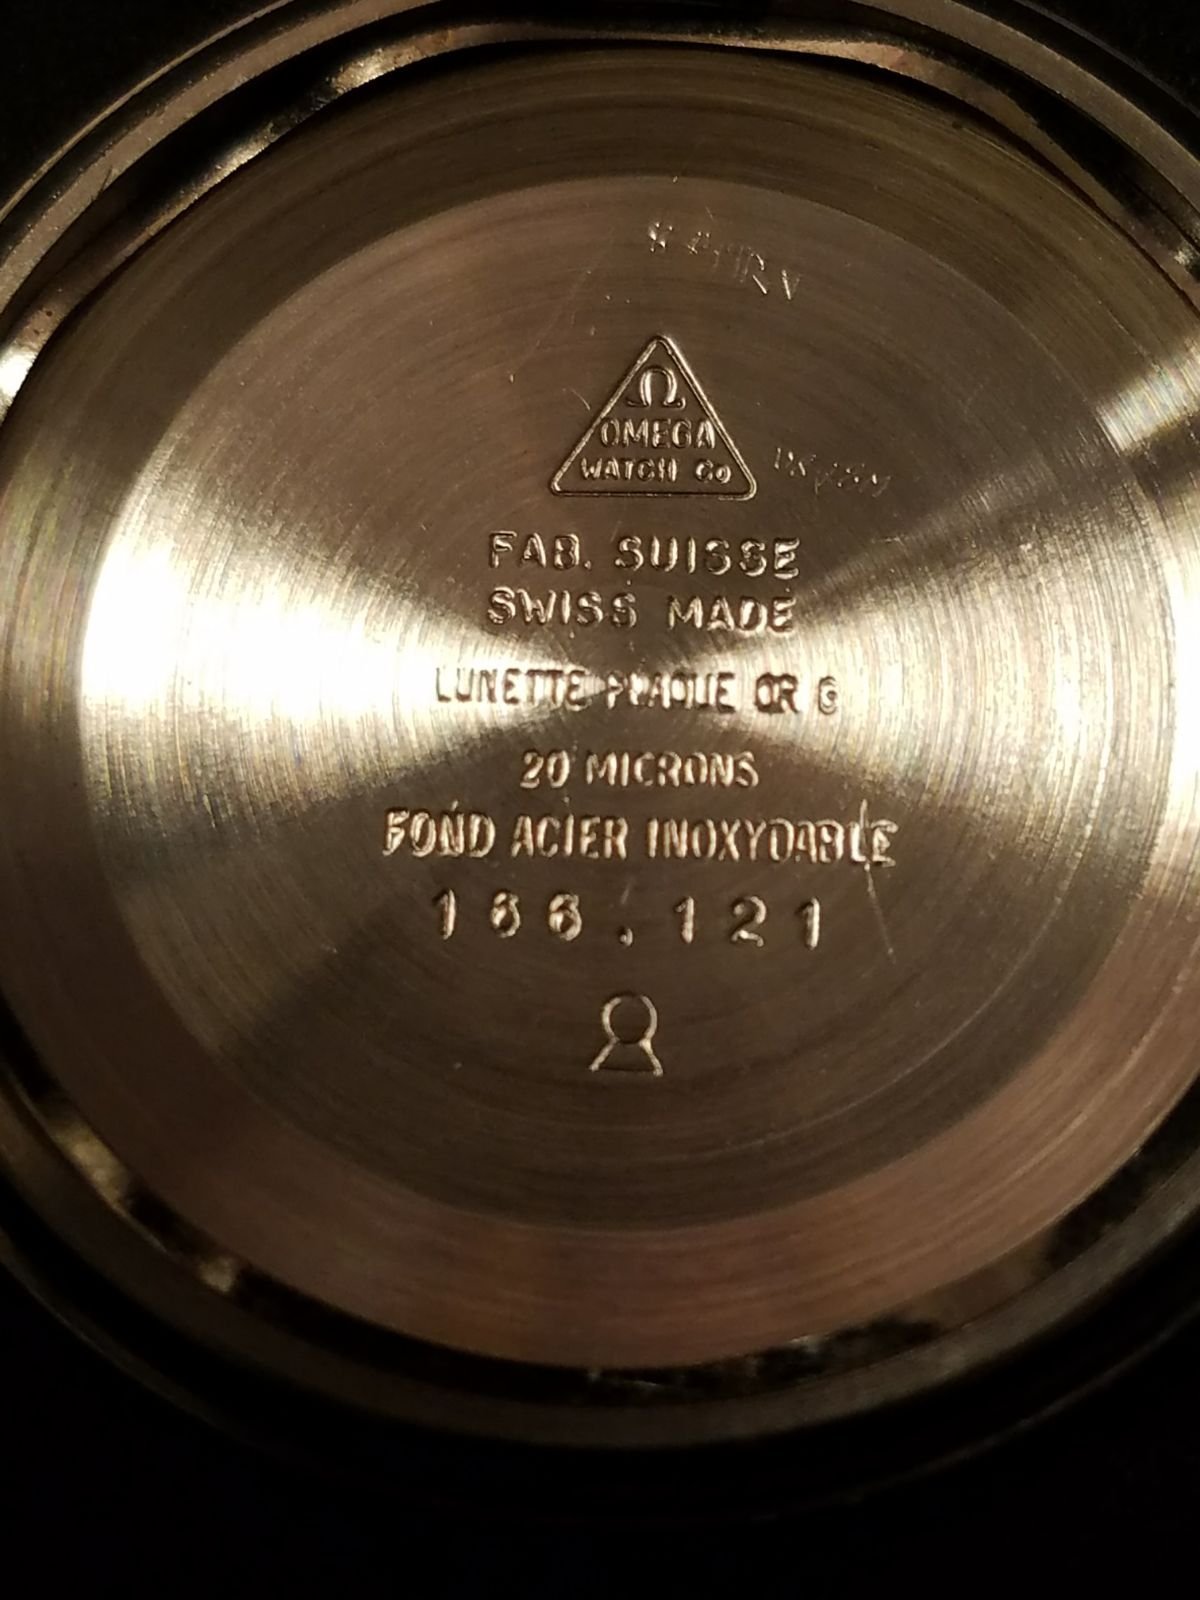 Ω
OMEGA
WATCH Co
FAB. SUISSE
SWISS MADE
LUNETTE PLAQUE OR G
20 MICRONS
FOND ACIER INOXYDABLE
166.121